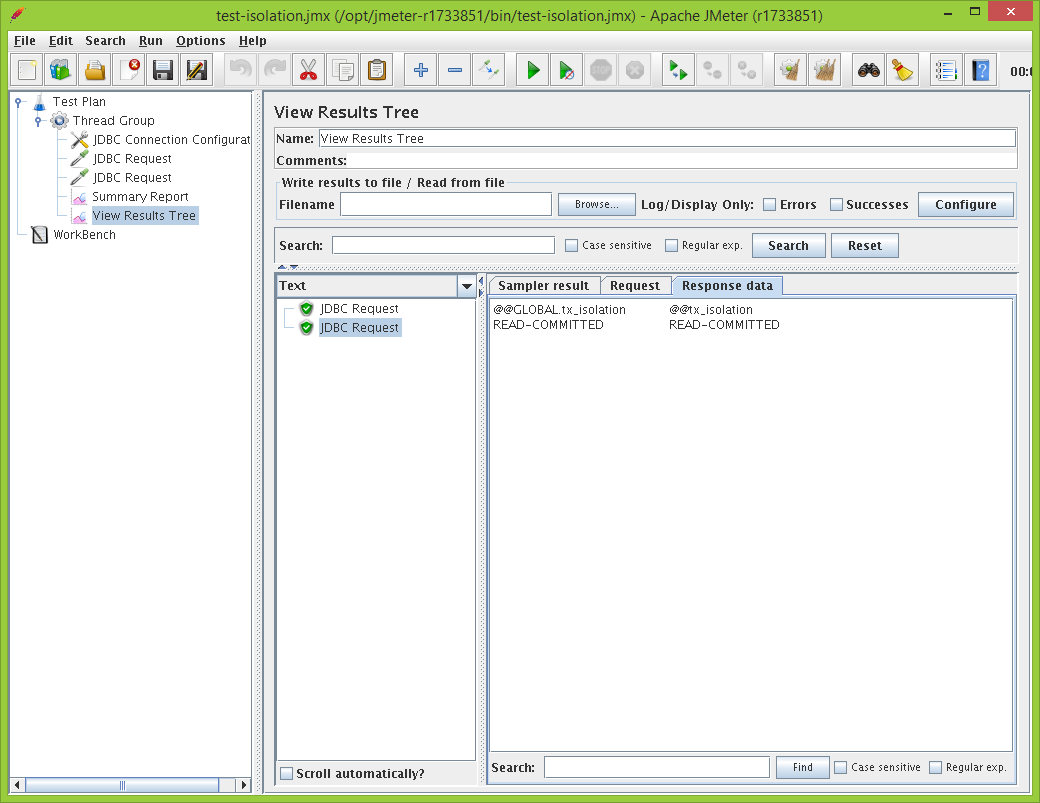 test-isolation.jmx (/opt/jmeter-r1733851/bin/test-isolation.jmx) - Apache JMeter (r1733851)
File Edit Search Run Options Help
STOP
Test Plan
Thread Group
JDBC Connection Configurat
JDBC Request
JDBC Request
Summary Report
View Results Tree
WorkBench
View Results Tree
Name: View Results Tree
Comments:
Write results to file / Read from file
Filename Browse... Log/Display Only: Errors Successes Configure
Search: Case sensitive Regular exp. Search Reset
Text
JDBC Request
JDBC Request
Scroll automatically?
Sampler result Request Response data
@@GLOBAL.tx_isolation @@tx_isolation
READ-COMMITTED READ-COMMITTED
Search: Find Case sensitive Regular exp.